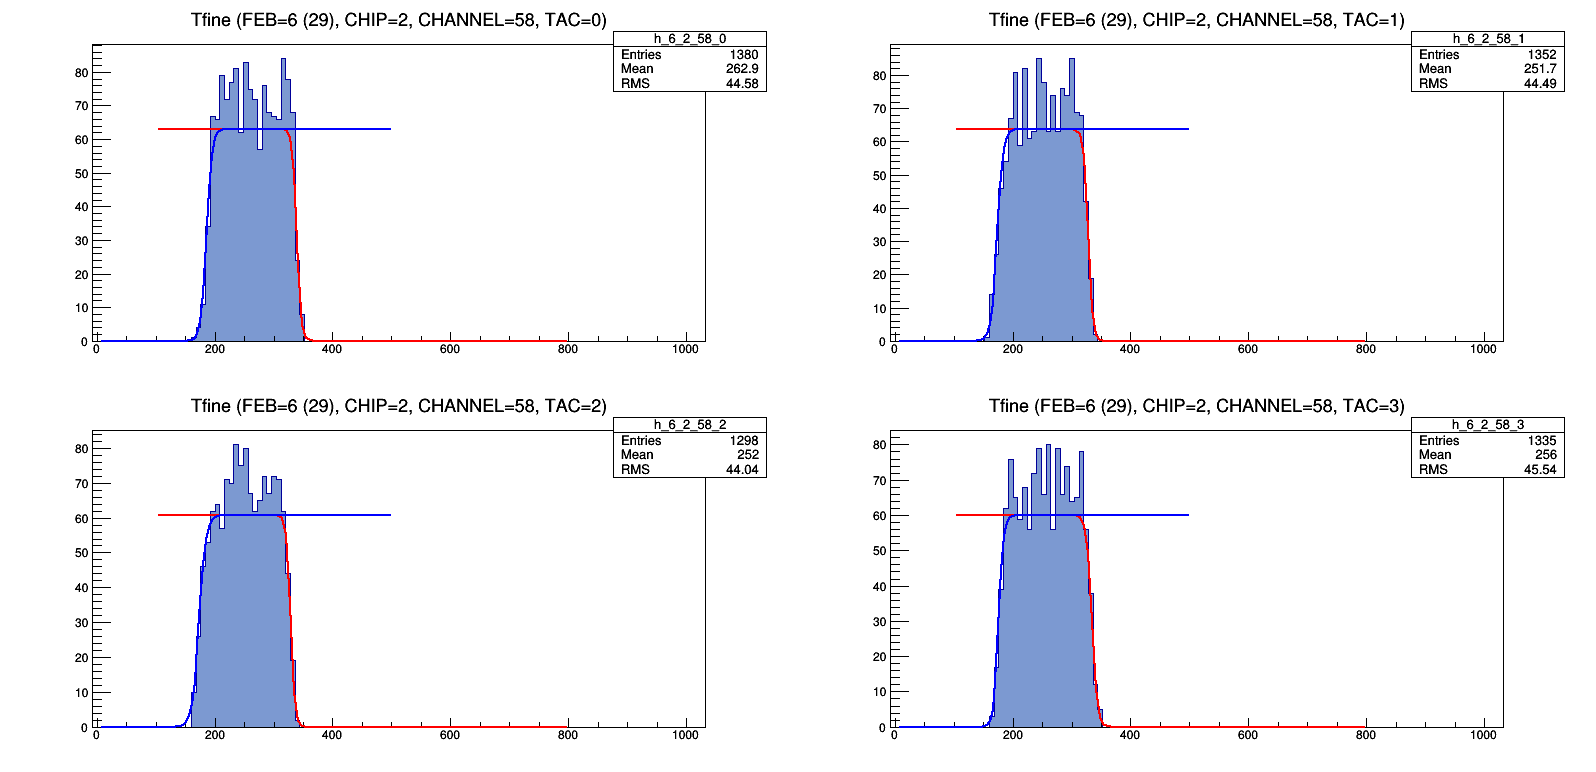 Tfine (FEB=6 (29), CHIP=2, CHANNEL=58, TAC=0)
h_6_2_58_0
Entries 1380
Mean 262.9
RMS 44.58
80
70
60
50
40
30
20
10
0
0 200 400 600 800 1000
Tfine (FEB=6 (29), CHIP=2, CHANNEL=58, TAC=1)
h_6_2_58_1
Entries 1352
Mean 251.7
RMS 44.49
80
70
60
50
40
30
20
10
0
0 200 400 600 800 1000
Tfine (FEB=6 (29), CHIP=2, CHANNEL=58, TAC=2)
h_6_2_58_2
Entries 1298
Mean 252
RMS 44.04
80
70
60
50
40
30
20
10
0
0 200 400 600 800 1000
Tfine (FEB=6 (29), CHIP=2, CHANNEL=58, TAC=3)
h_6_2_58_3
Entries 1335
Mean 256
RMS 45.54
80
70
60
50
40
30
20
10
0
0 200 400 600 800 1000